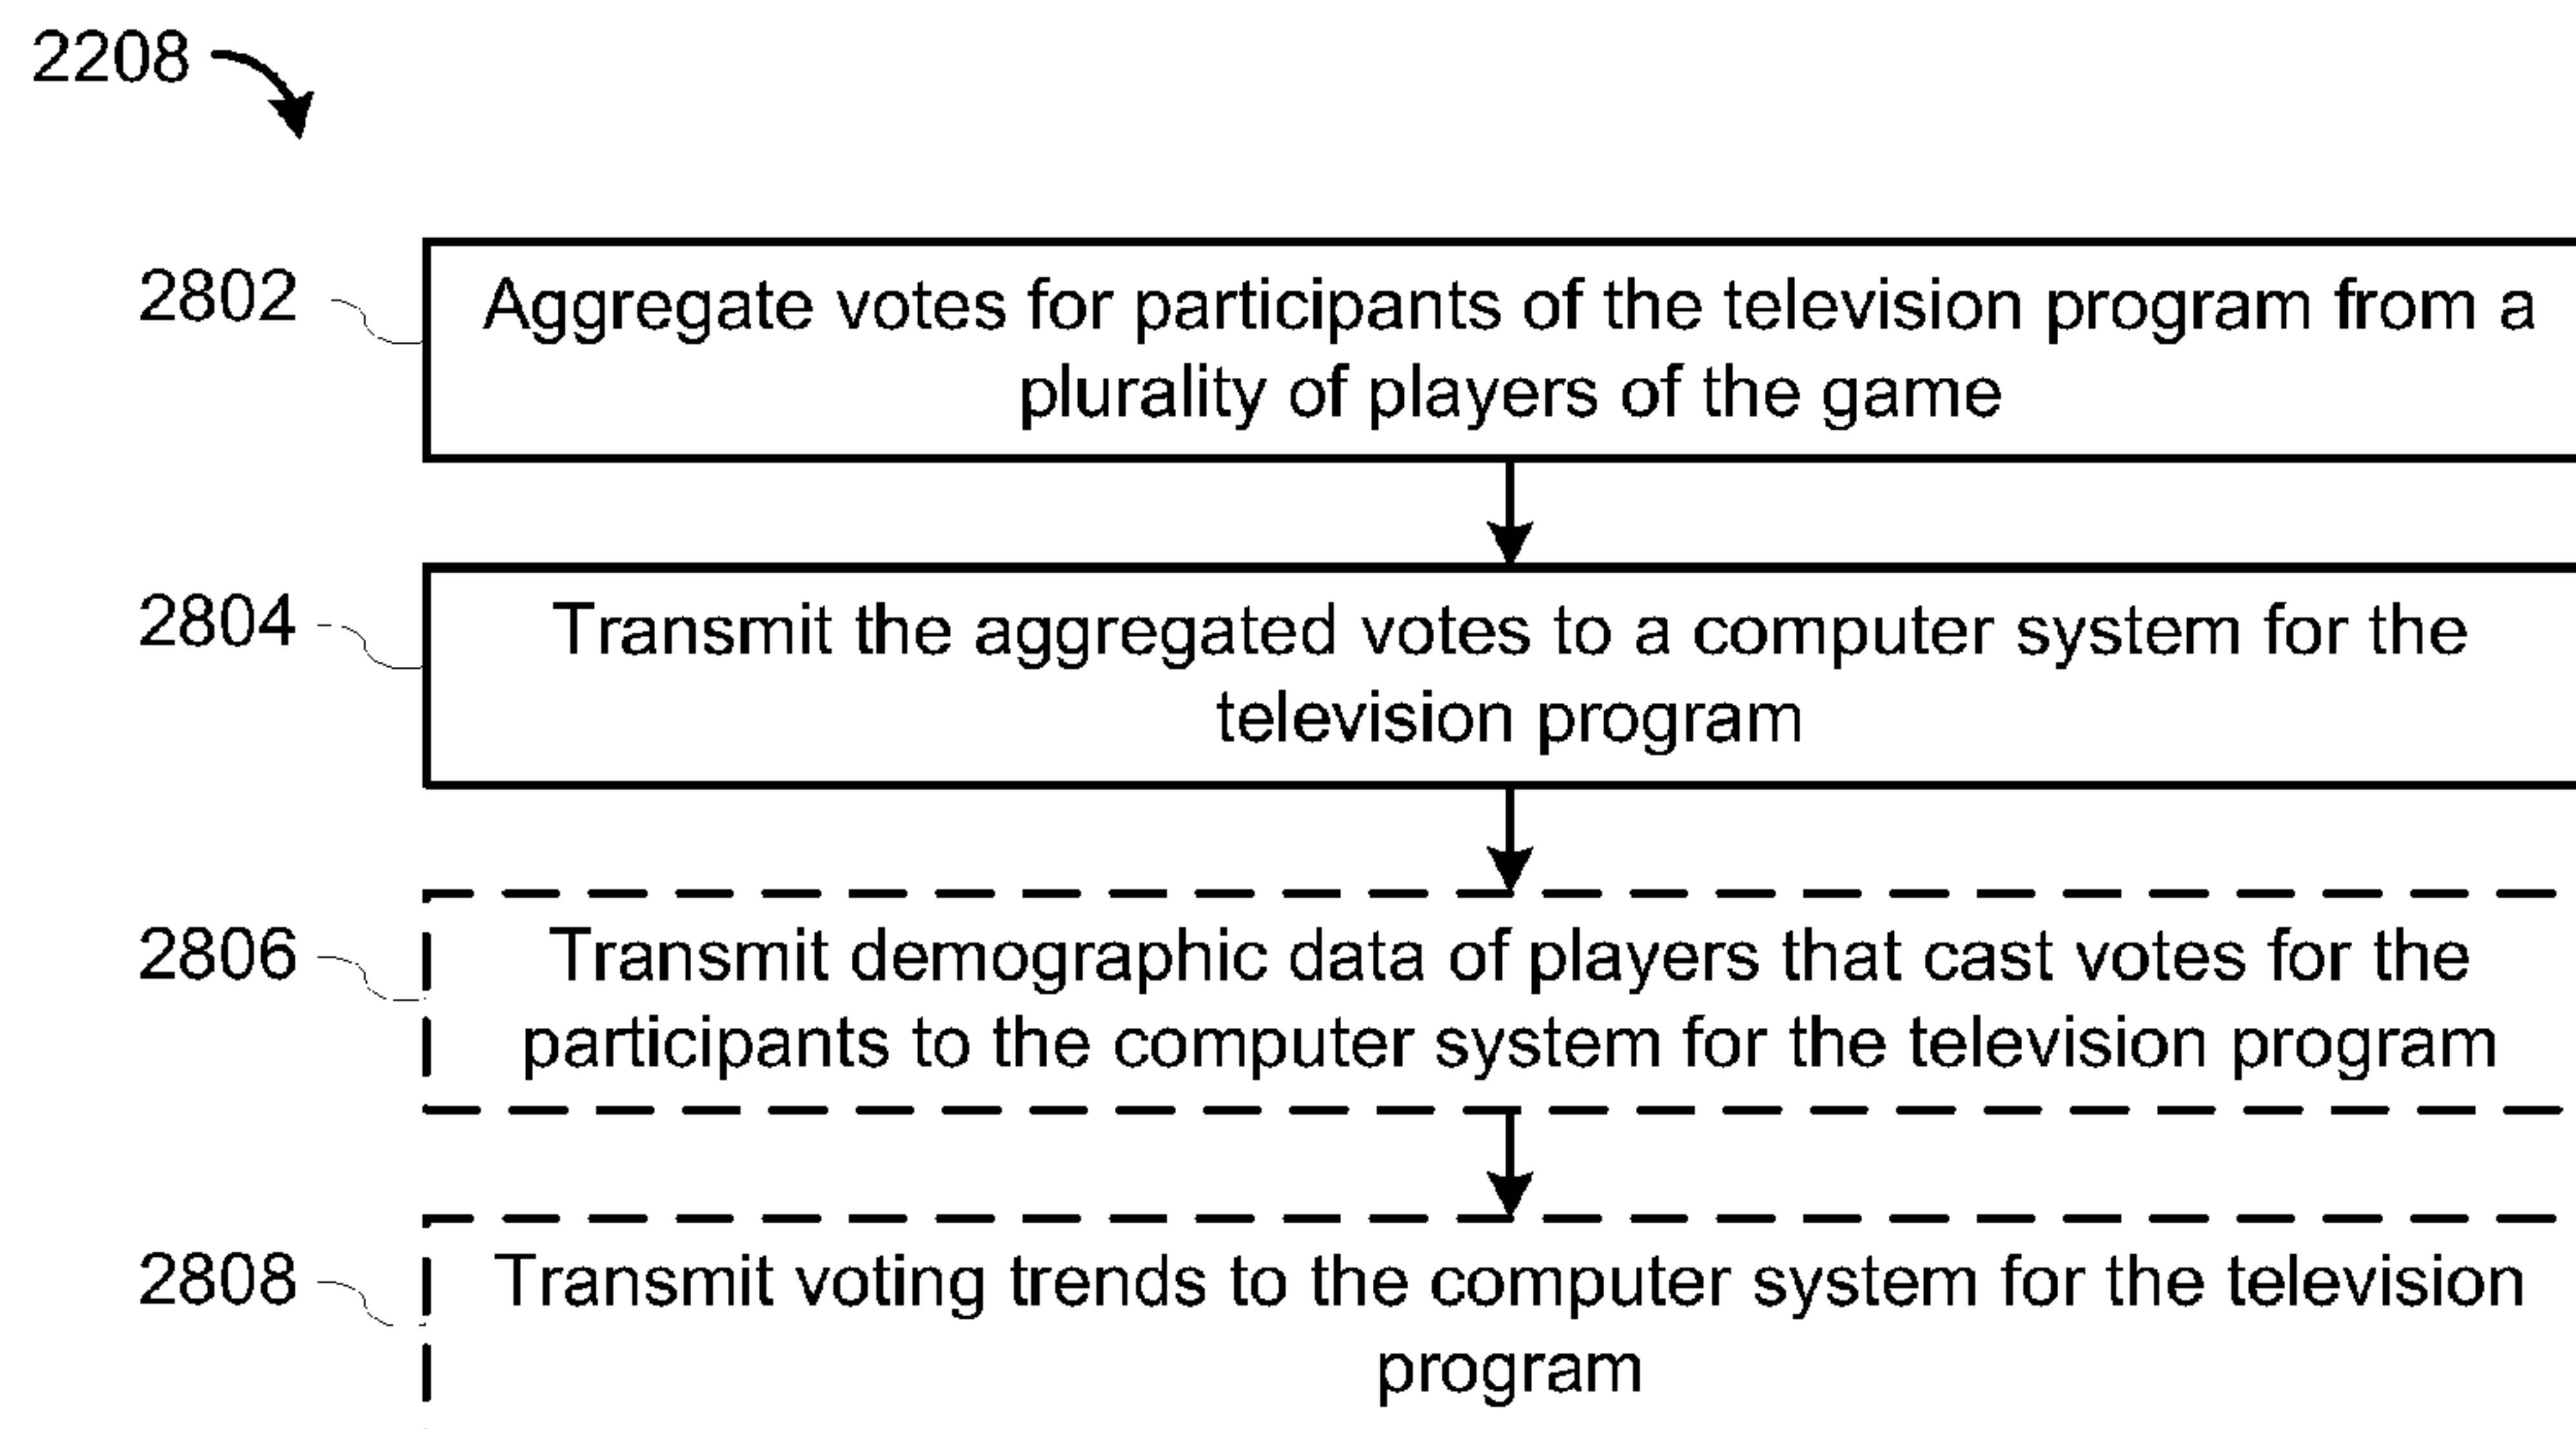 2208
2802
Aggregate votes for participants of the television program from a
plurality of players of the game
2804
Transmit the aggregated votes to a computer system for the
television program
2806
Transmit demographic data of players that cast votes for the
participants to the computer system for the television program
2808
Transmit voting trends to the computer system for the television
program